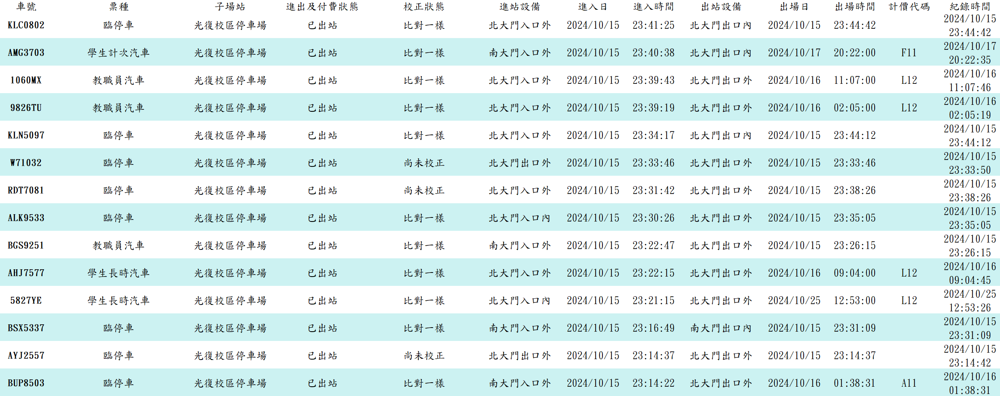 車號 票種 子場站 進出及付費狀態 校正狀態 進站設備 進入日 進入時間 出站設備 出場日 出場時間 計價代碼 紀錄時間
KLC0802 臨停車 光復校區停車場 已出站 比對一樣 北大門入口外 2024/10/15 23:41:25 北大門出口內 2024/10/15 23:44:42 2024/10/15
23:44:42
AMG3703 學生計次汽車 光復校區停車場 已出站 比對一樣 南大門入口外 2024/10/15 23:40:38 北大門出口內 2024/10/17 20:22:00 F11 2024/10/17
20:22:35
1060MX 教職員汽車 光復校區停車場 已出站 比對一樣 北大門入口外 2024/10/15 23:39:43 北大門出口外 2024/10/16 11:07:00 L12 2024/10/16
11:07:46
9826TU 教職員汽車 光復校區停車場 已出站 比對一樣 北大門入口外 2024/10/15 23:39:19 北大門出口外 2024/10/16 02:05:00 L12 2024/10/16
02:05:19
KLN5097 臨停車 光復校區停車場 已出站 比對一樣 北大門入口外 2024/10/15 23:34:17 北大門出口內 2024/10/15 23:44:12 2024/10/15
23:44:12
W71032 臨停車 光復校區停車場 已出站 尚未校正 北大門出口外 2024/10/15 23:33:46 北大門出口外 2024/10/15 23:33:46 2024/10/15
23:33:50
RDT7081 臨停車 光復校區停車場 已出站 尚未校正 北大門入口外 2024/10/15 23:31:42 北大門出口外 2024/10/15 23:38:26 2024/10/15
23:38:26
ALK9533 臨停車 光復校區停車場 已出站 比對一樣 北大門入口內 2024/10/15 23:30:26 北大門出口外 2024/10/15 23:35:05 2024/10/15
23:35:05
BGS9251 教職員汽車 光復校區停車場 已出站 比對一樣 南大門入口外 2024/10/15 23:22:47 北大門出口外 2024/10/15 23:26:15 2024/10/15
23:26:15
AHJ7577 學生長時汽車 光復校區停車場 已出站 比對一樣 北大門入口外 2024/10/15 23:22:15 北大門出口外 2024/10/16 09:04:00 L12 2024/10/16
09:04:45
5827YE 學生長時汽車 光復校區停車場 已出站 比對一樣 北大門入口內 2024/10/15 23:21:15 北大門出口外 2024/10/25 12:53:00 L12 2024/10/25
12:53:26
BSX5337 臨停車 光復校區停車場 已出站 比對一樣 南大門入口外 2024/10/15 23:16:49 南大門出口內 2024/10/15 23:31:09 2024/10/15
23:31:09
AYJ2557 臨停車 光復校區停車場 已出站 尚未校正 北大門出口外 2024/10/15 23:14:37 北大門出口外 2024/10/15 23:14:37 2024/10/15
23:14:42
BUP8503 臨停車 光復校區停車場 已出站 比對一樣 南大門入口外 2024/10/15 23:14:22 北大門出口外 2024/10/16 01:38:31 A11 2024/10/16
01:38:31